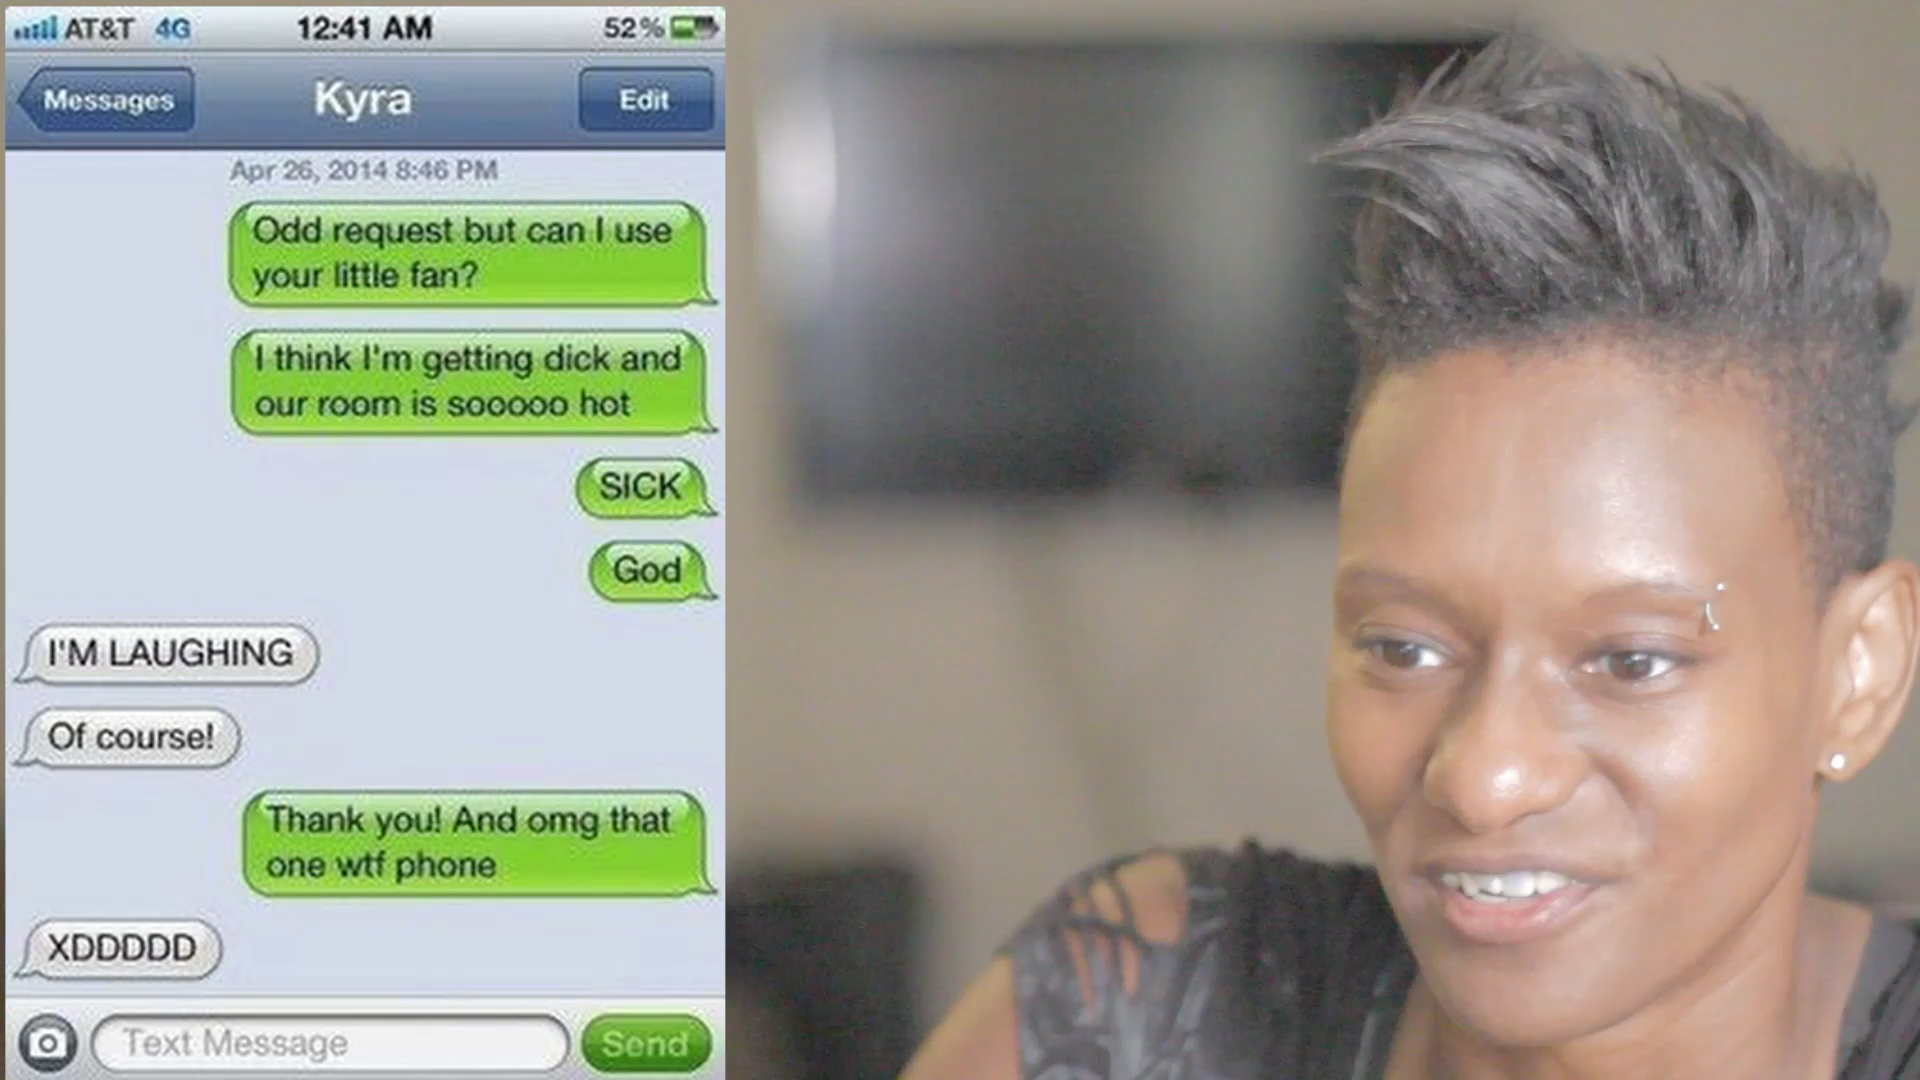 AT&T 4G 12:41 AM 52%
Messages Kyra Edit
Apr 26, 2014 8:46 PM
Odd request but can I use
your little fan?
I think I'm getting dick and
our room is sooooo hot
SICK
God
I'M LAUGHING
Of course!
Thank you! And omg that
one wtf phone
XDDDDD
Text Message Send